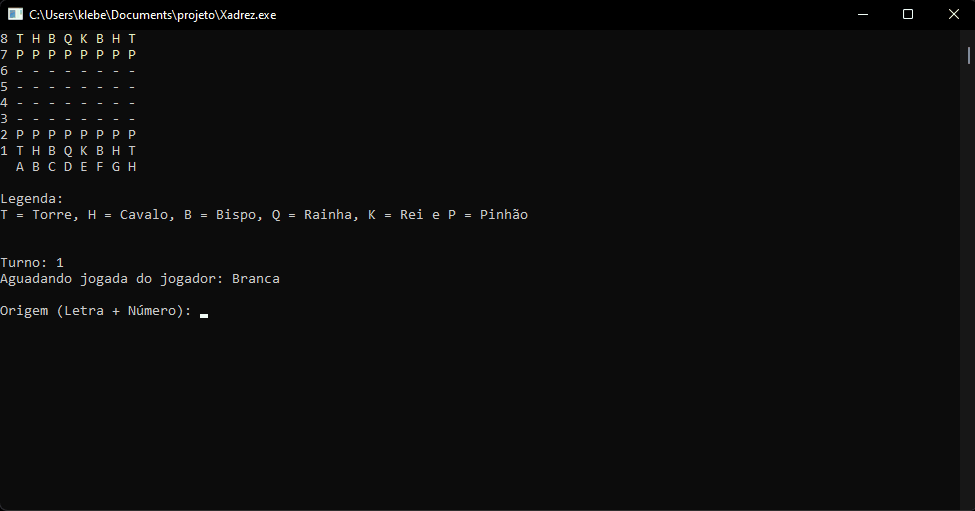 C:\Users\klebe\Documents\projeto\Xadrez.exe
8 T H B Q K B H T
7 P P P P P P P P
6 - - - - - - - -
5 - - - - - - - -
4 - - - - - - - -
3 - - - - - - - -
2 P P P P P P P P
1 T H B Q K B H T
  A B C D E F G H
Legenda:
T = Torre, H = Cavalo, B = Bispo, Q = Rainha, K = Rei e P = Pinhão
Turno: 1
Aguadando jogada do jogador: Branca
Origem (Letra + Número):